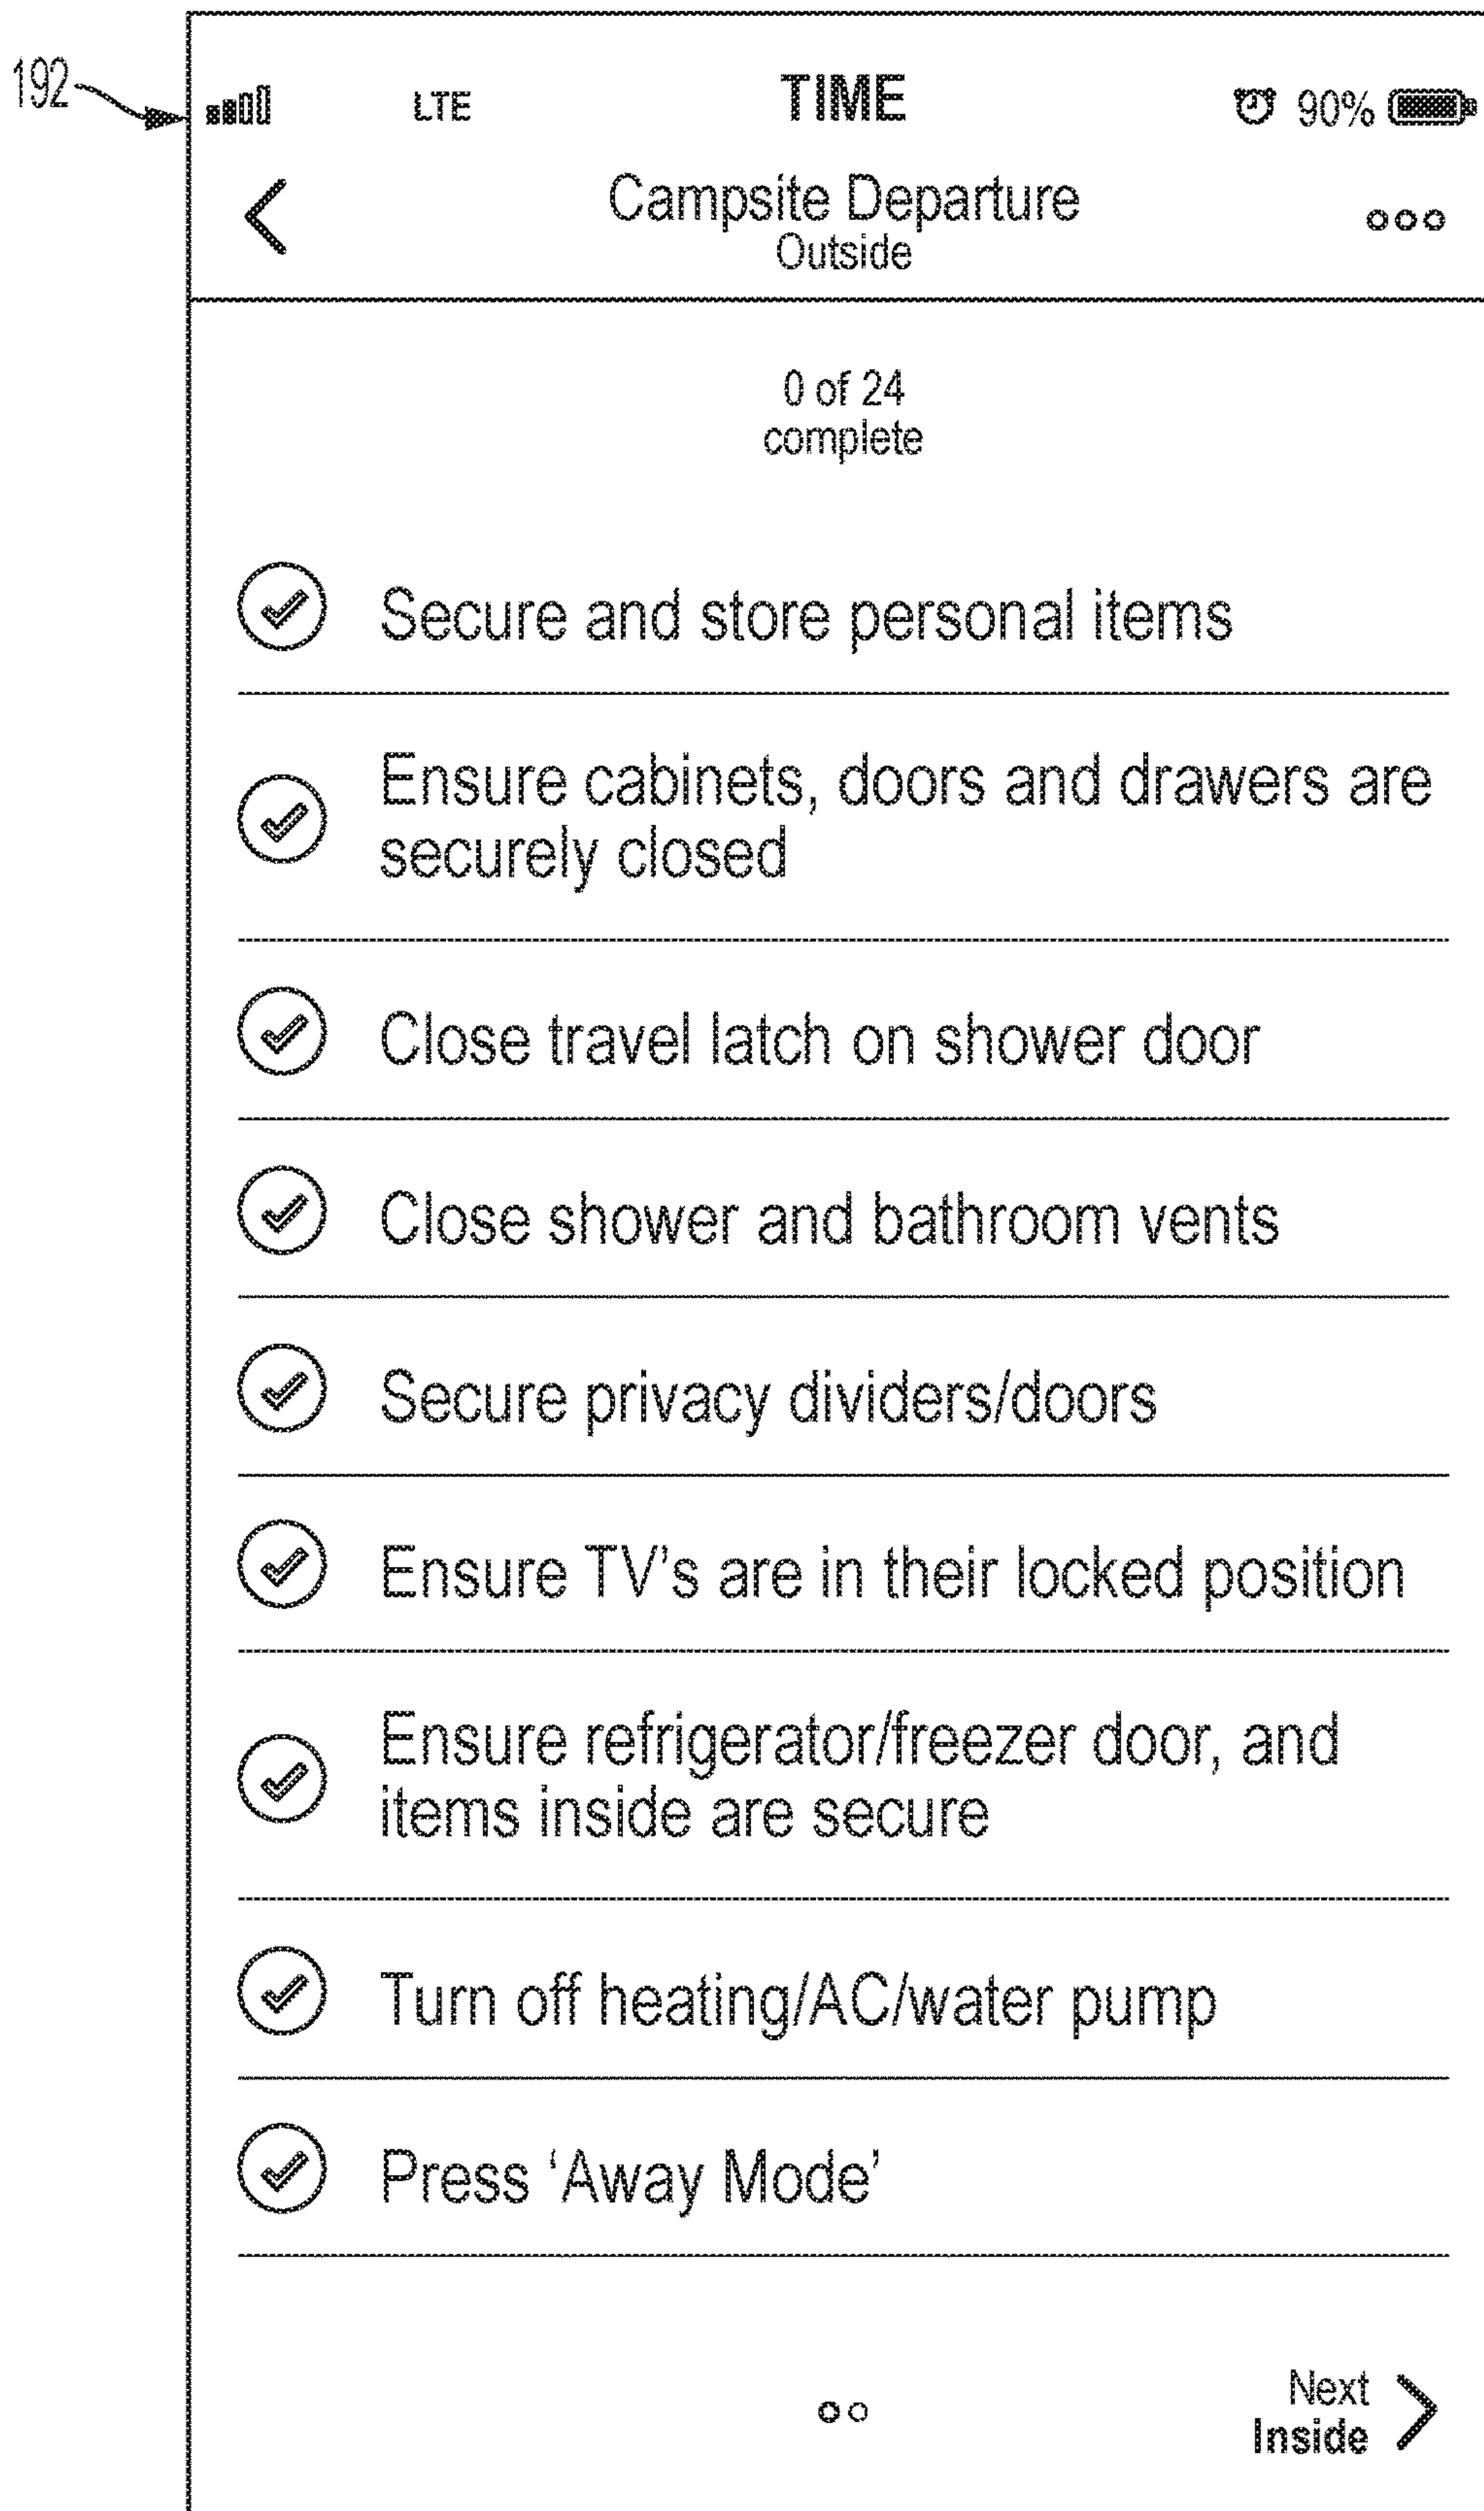 192
LTE
TIME
90%
Campsite Departure
Outside
0 of 24
complete
Secure and store personal items
Ensure cabinets, doors and drawers are
securely closed
Close travel latch on shower door
Close shower and bathroom vents
Secure privacy dividers/doors
Ensure TV’s are in their locked position
Ensure refrigerator/freezer door, and
items inside are secure
Turn off heating/AC/water pump
Press ‘Away Mode’
Next
Inside